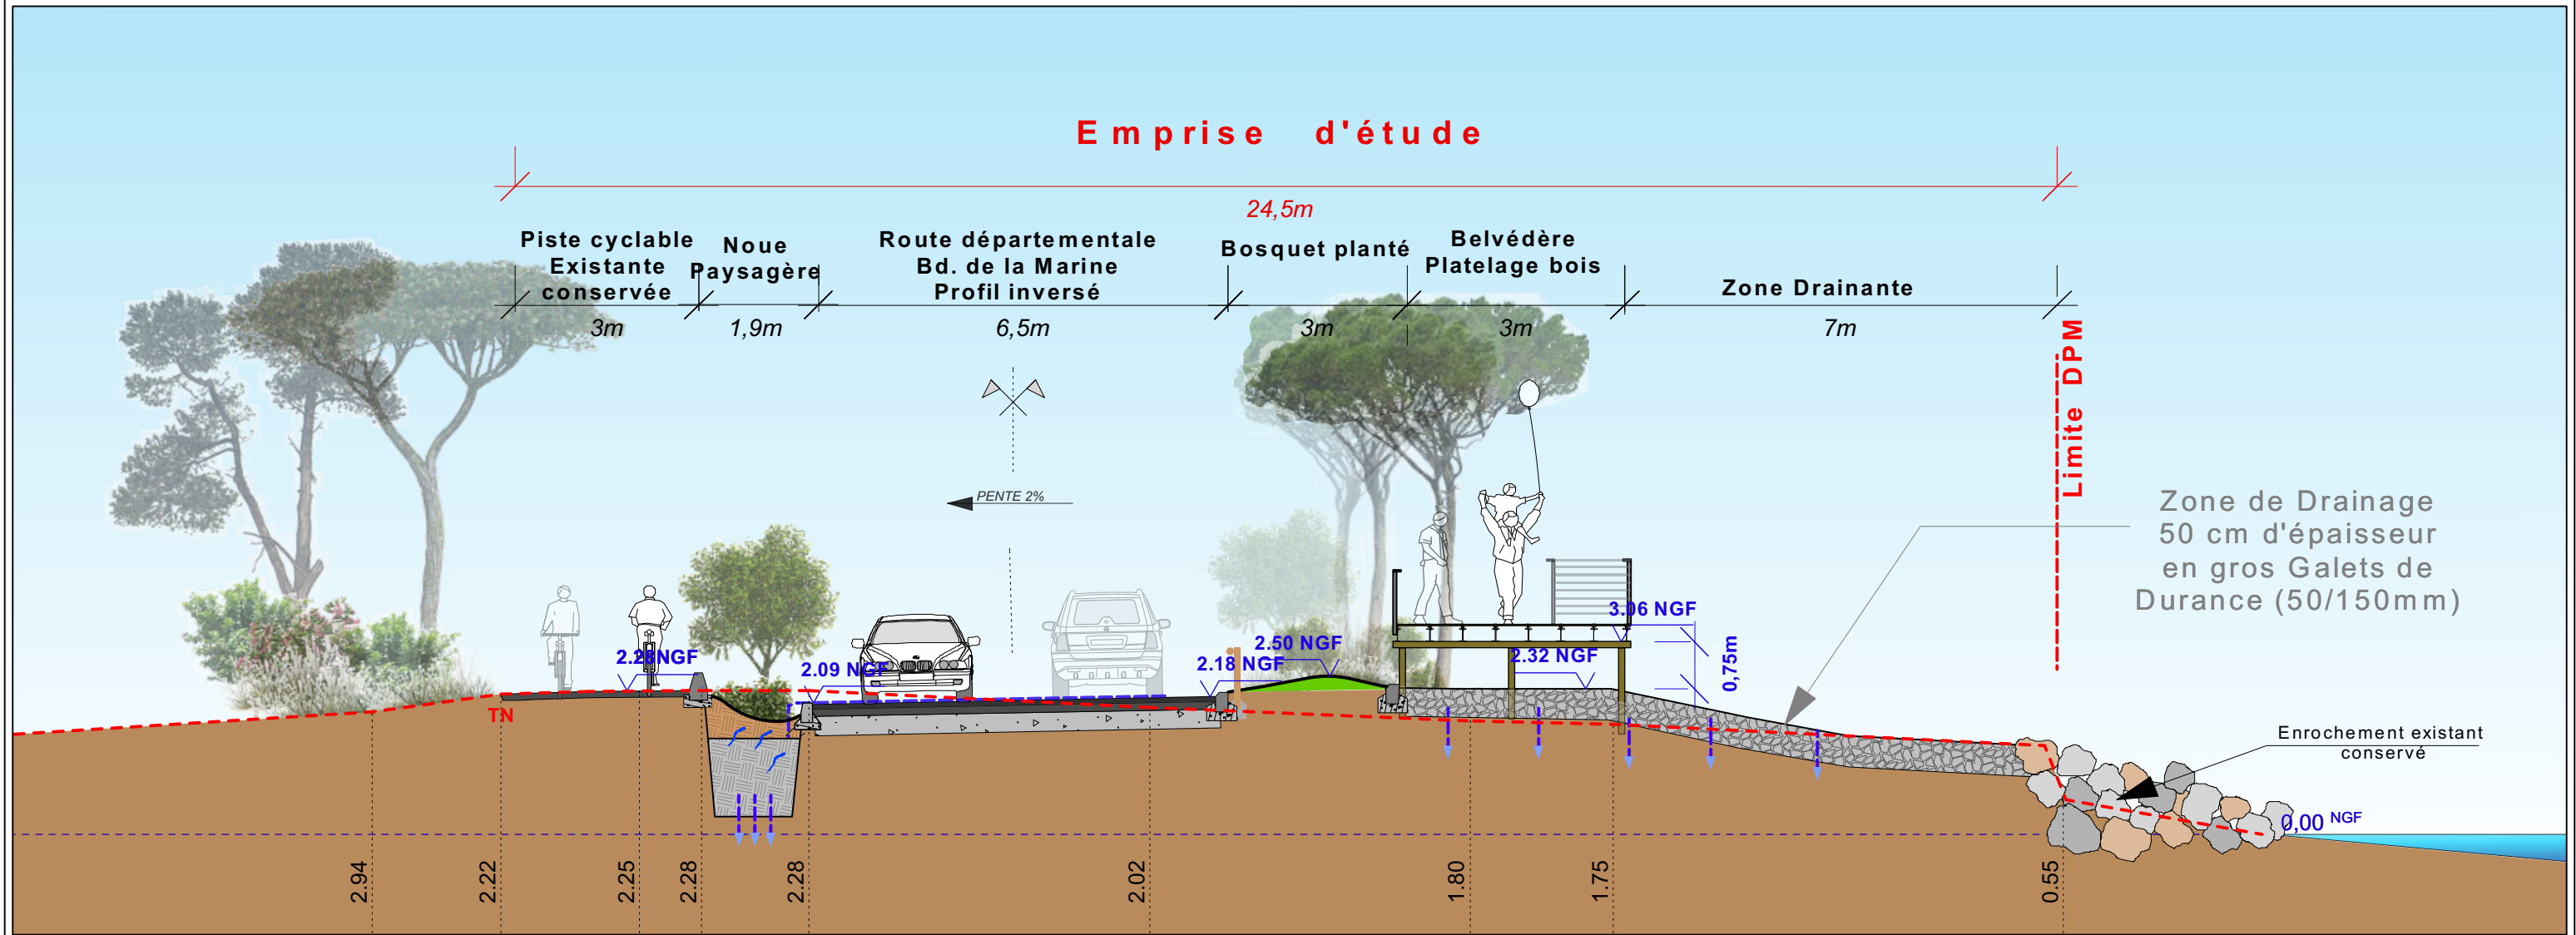 Emprise d'étude
24,5m
Piste cyclable
Existante
conservée
3m
Noue
Paysagère
1,9m
Route départementale
Bd. de la Marine
Profil inversé
6,5m
Bosquet planté
3m
Belvédère
Platelage bois
3m
Zone Drainante
7m
Limite DPM
PENTE 2%
Zone de Drainage
50 cm d'épaisseur
en gros Galets de
Durance (50/150mm)
3.06 NGF
2.50 NGF
2.18 NGF
2.32 NGF
0,75m
2.28NGF
2.09 NGF
TN
Enrochement existant
conservé
0,00 NGF
2.94
2.22
2.25
2.28
2.28
2.02
1.80
1.75
0.55